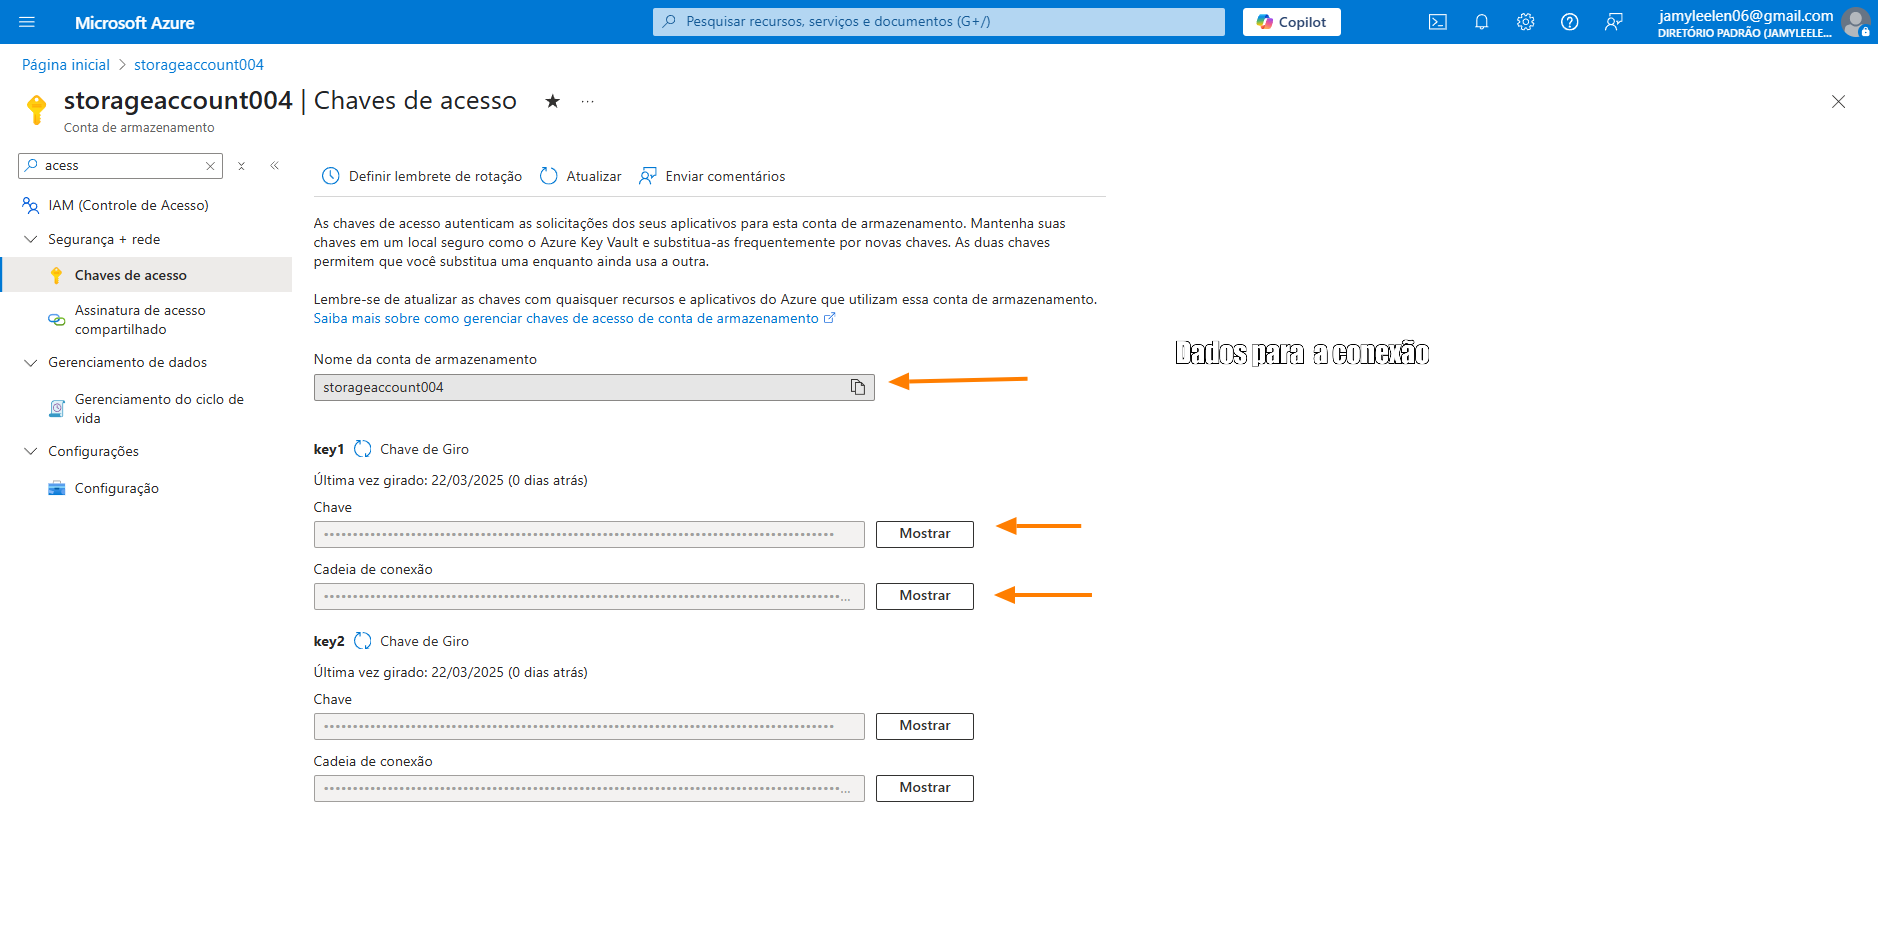 Microsoft Azure
Pesquisar recursos, serviços e documentos (G+/)
Copilot
jamyleelen06@gmail.com
DIRETÓRIO PADRÃO (JAMYLEELE...
Página inicial > storageaccount004
storageaccount004 | Chaves de acesso ★ ...
Conta de armazenamento
acess
IAM (Controle de Acesso)
Segurança + rede
Chaves de acesso
Assinatura de acesso
compartilhado
Gerenciamento de dados
Gerenciamento do ciclo de
vida
Configurações
Configuração
Definir lembrete de rotação
Atualizar
Enviar comentários
As chaves de acesso autenticam as solicitações dos seus aplicativos para esta conta de armazenamento. Mantenha suas
chaves em um local seguro como o Azure Key Vault e substitua-as frequentemente por novas chaves. As duas chaves
permitem que você substitua uma enquanto ainda usa a outra.
Lembre-se de atualizar as chaves com quaisquer recursos e aplicativos do Azure que utilizam essa conta de armazenamento.
Saiba mais sobre como gerenciar chaves de acesso de conta de armazenamento
Dados para a conexão
Nome da conta de armazenamento
storageaccount004
key1 Chave de Giro
Última vez girado: 22/03/2025 (0 dias atrás)
Chave
Mostrar
Cadeia de conexão
Mostrar
key2 Chave de Giro
Última vez girado: 22/03/2025 (0 dias atrás)
Chave
Mostrar
Cadeia de conexão
Mostrar